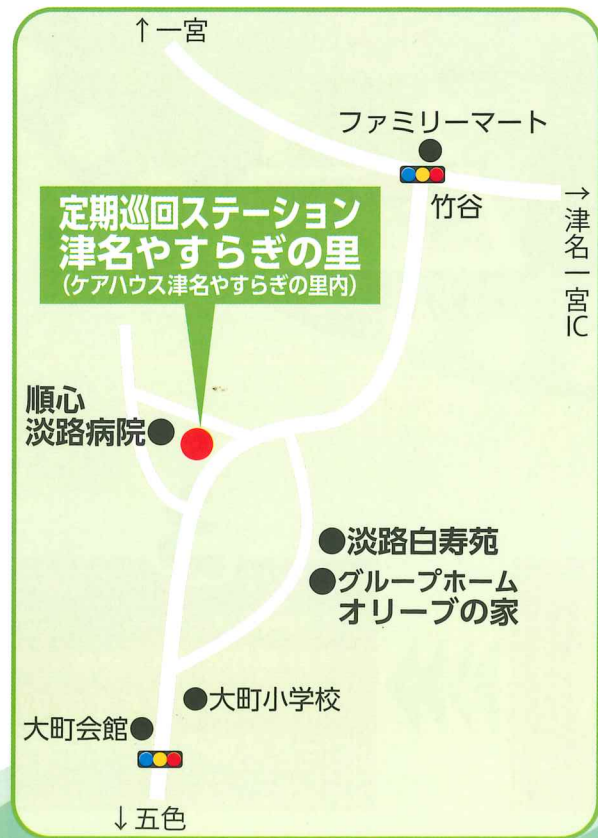 ↑一宮
ファミリーマート
竹谷
→津名一宮IC
定期巡回ステーション
津名やすらぎの里
(ケアハウス津名やすらぎの里内)
順心
淡路病院
淡路白寿苑
グループホーム
オリーブの家
大町小学校
大町会館
↓五色